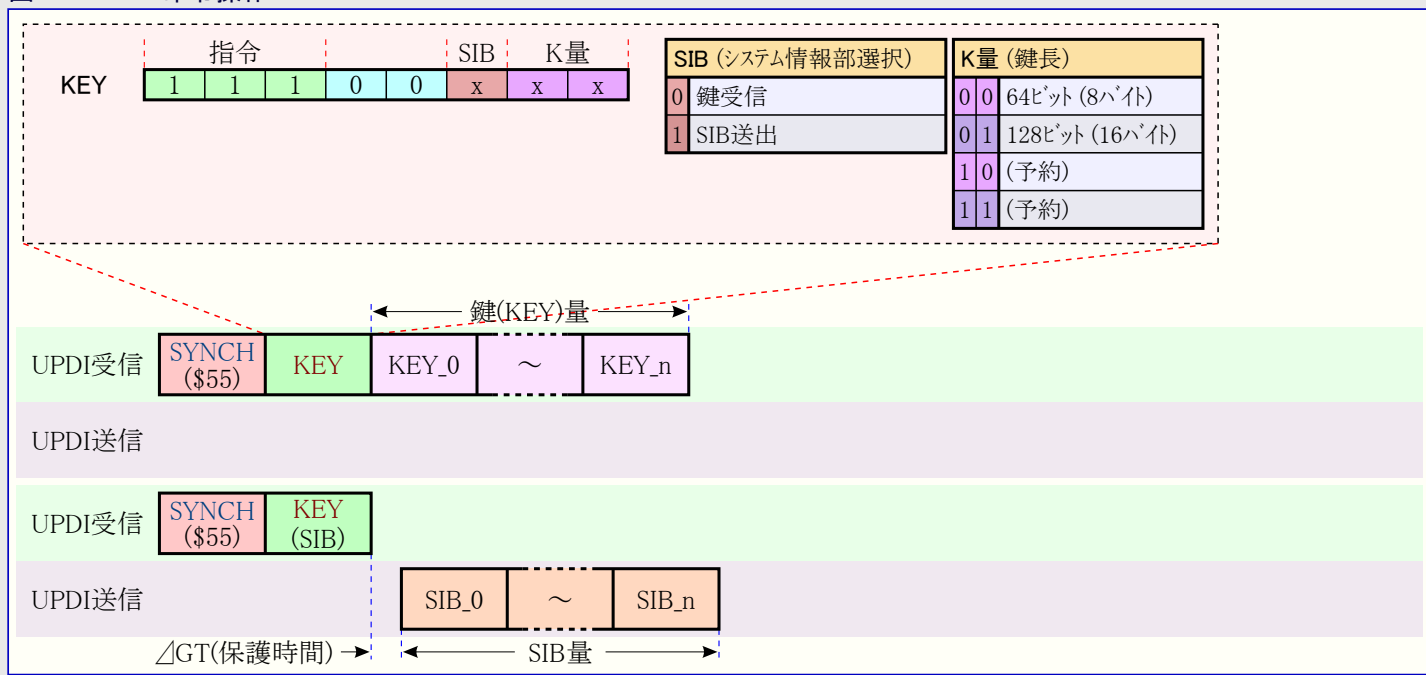 指令 SIB K量
KEY 1 1 1 0 0 x x x
SIB (システム情報部選択)
0 鍵受信
1 SIB送出
K量 (鍵長)
0 0 64ビット (8バイト)
0 1 128ビット (16バイト)
1 0 (予約)
1 1 (予約)
鍵(KEY)量
UPDI受信 SYNCH ($55) KEY KEY_0 ～ KEY_n
UPDI送信
UPDI受信 SYNCH ($55) KEY (SIB)
UPDI送信 SIB_0 ～ SIB_n
⊿GT(保護時間) SIB量